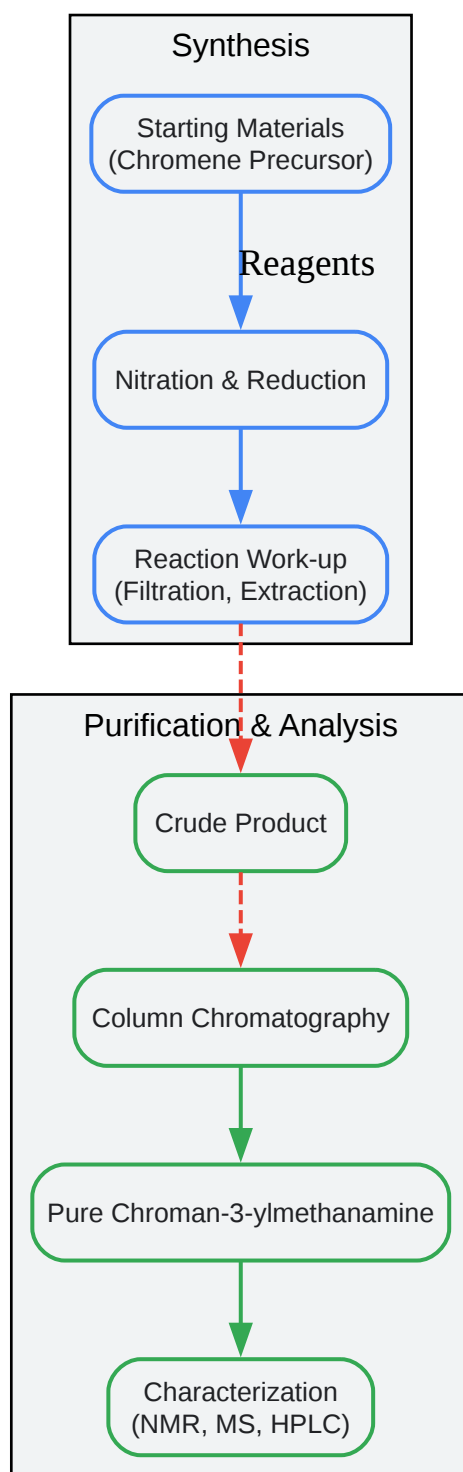 Synthesis
Starting Materials
(Chromene Precursor)
Reagents
Nitration & Reduction
Reaction Work-up
(Filtration, Extraction)
Purification & Analysis
Crude Product
Column Chromatography
Pure Chroman-3-ylmethanamine
Characterization
(NMR, MS, HPLC)